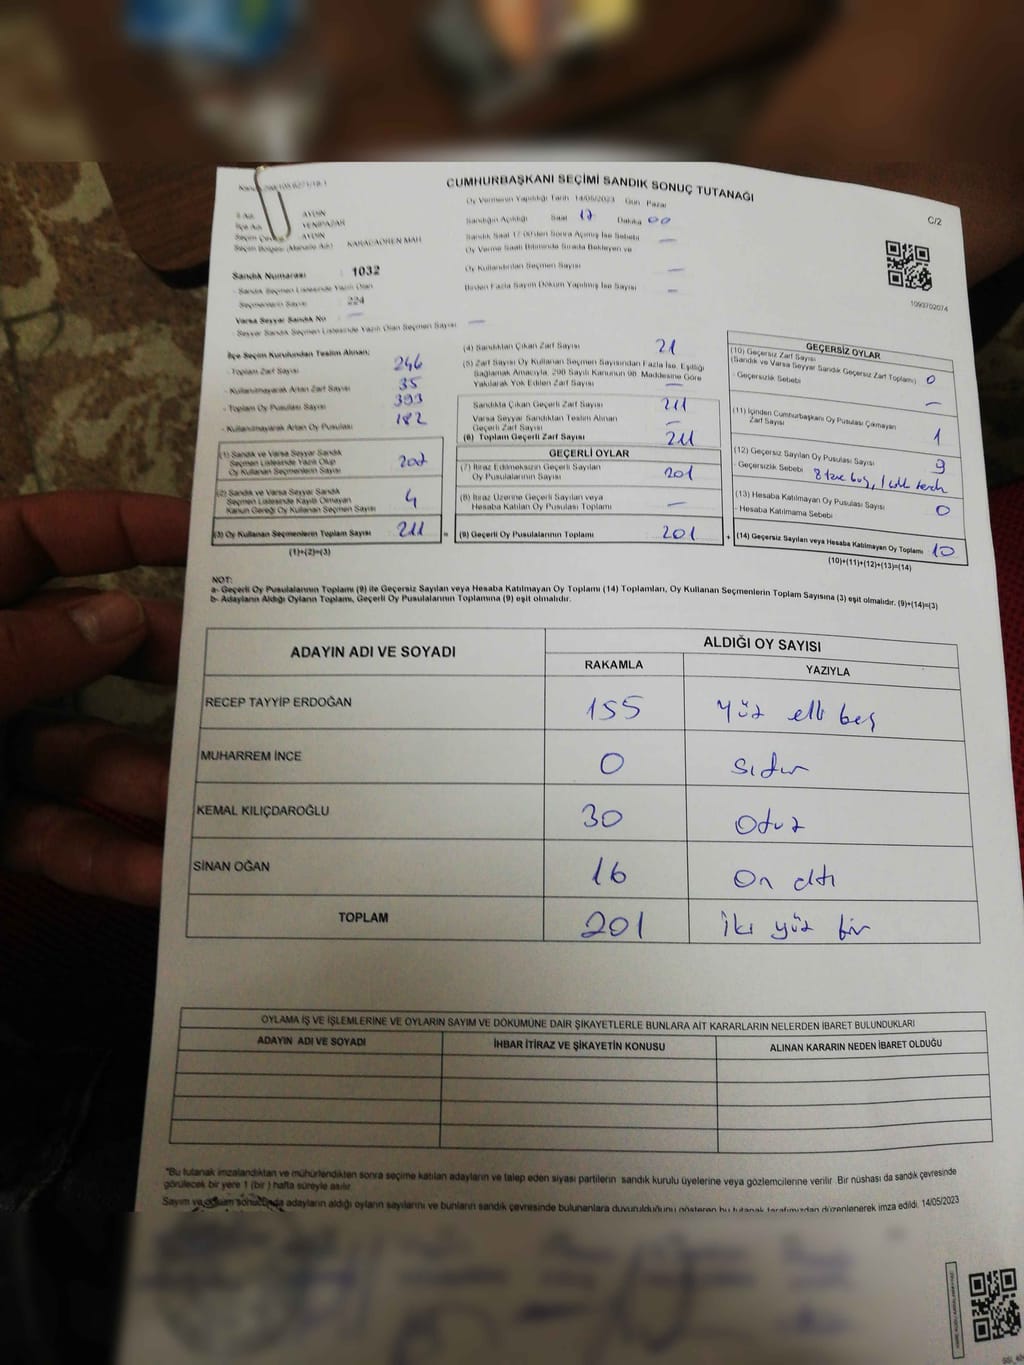 CUMHURBAŞKANI SEÇİMİ SANDIK SONUÇ TUTANAĞI
Oy Vermenin Yapıldığı Tarih 14/05/2023 Gün Pazar
C/2
İl Adı AYDIN
İlçe Adı YENİPAZAR
Seçim Çevresi AYDIN
Seçim Bölgesi (Mahalle Adı) KARACAÖREN MAH
Sandığın Açıldığı Saat 17 Dakika 00
Sandık Saat 17:00'den Sonra Açılmış İse Sebebi —
Oy Verme Saati Bitiminde Sırada Bekleyen ve
Oy Kullandırılan Seçmen Sayısı —
Birden Fazla Sayım Döküm Yapılmış İse Sayısı —
1093702074
Sandık Numarası : 1032
- Sandık Seçmen Listesinde Yazılı Olan
Seçmenlerin Sayısı : 224
Varsa Seyyar Sandık No : —
- Seyyar Sandık Seçmen Listesinde Yazılı Olan Seçmen Sayısı : —
İlçe Seçim Kurulundan Teslim Alınan;
- Toplam Zarf Sayısı 246
- Kullanılmayarak Artan Zarf Sayısı 35
- Toplam Oy Pusulası Sayısı 393
- Kullanılmayarak Artan Oy Pusulası 182
(1) Sandık ve Varsa Seyyar Sandık
Seçmen Listesinde Yazılı Olup
Oy Kullanan Seçmenlerin Sayısı 207
(2) Sandık ve Varsa Seyyar Sandık
Seçmen Listesinde Kayıtlı Olmayan
Kanun Gereği Oy Kullanan Seçmen Sayısı 4
(3) Oy Kullanan Seçmenlerin Toplam Sayısı 211 =
(1)+(2)=(3)
(4) Sandıktan Çıkan Zarf Sayısı 21
(5) Zarf Sayısı Oy Kullanan Seçmen Sayısından Fazla İse, Eşitliği
Sağlamak Amacıyla, 298 Sayılı Kanunun 98. Maddesine Göre
Yakılarak Yok Edilen Zarf Sayısı —
Sandıkta Çıkan Geçerli Zarf Sayısı 211
Varsa Seyyar Sandıktan Teslim Alınan
Geçerli Zarf Sayısı —
(6) Toplam Geçerli Zarf Sayısı 211
GEÇERLİ OYLAR
(7) İtiraz Edilmeksizin Geçerli Sayılan
Oy Pusulalarının Sayısı 201
(8) İtiraz Üzerine Geçerli Sayılan veya
Hesaba Katılan Oy Pusulası Toplamı —
(9) Geçerli Oy Pusulalarının Toplamı 201 +
GEÇERSİZ OYLAR
(10) Geçersiz Zarf Sayısı
(Sandık ve Varsa Seyyar Sandık Geçersiz Zarf Toplamı) 0
- Geçersizlik Sebebi —
(11) İçinden Cumhurbaşkanı Oy Pusulası Çıkmayan
Zarf Sayısı 1
(12) Geçersiz Sayılan Oy Pusulası Sayısı 9
- Geçersizlik Sebebi 8 tane boş, 1
(13) Hesaba Katılmayan Oy Pusulası Sayısı 0
- Hesaba Katılmama Sebebi
(14) Geçersiz Sayılan veya Hesaba Katılmayan Oy Toplamı 10
(10)+(11)+(12)+(13)=(14)
NOT:
a- Geçerli Oy Pusulalarının Toplamı (9) ile Geçersiz Sayılan veya Hesaba Katılmayan Oy Toplamı (14) Toplamları, Oy Kullanan Seçmenlerin Toplam Sayısına (3) eşit olmalıdır. (9)+(14)=(3)
b- Adayların Aldığı Oyların Toplamı, Geçerli Oy Pusulalarının Toplamına (9) eşit olmalıdır.
ADAYIN ADI VE SOYADI
ALDIĞI OY SAYISI
RAKAMLA YAZIYLA
RECEP TAYYİP ERDOĞAN 155 Yüz elli beş
MUHARREM İNCE 0 sıfır
KEMAL KILIÇDAROĞLU 30 Otuz
SİNAN OĞAN 16 On altı
TOPLAM 201 İki yüz bir
OYLAMA İŞ VE İŞLEMLERİNE VE OYLARIN SAYIM VE DÖKÜMÜNE DAİR ŞİKAYETLERLE BUNLARA AİT KARARLARIN NELERDEN İBARET BULUNDUKLARI
ADAYIN ADI VE SOYADI İHBAR İTİRAZ VE ŞİKAYETİN KONUSU ALINAN KARARIN NEDEN İBARET OLDUĞU
*Bu tutanak imzalandıktan ve mühürlendikten sonra seçime katılan adayların ve talep eden siyasi partilerin sandık kurulu üyelerine veya gözlemcilerine verilir. Bir nüshası da sandık çevresinde
görülecek bir yere 1 (bir) hafta süreyle asılır.
Sayım ve döküm sonucunda adayların aldığı oyların sayılarını ve bunların sandık çevresinde bulunanlara duyurulduğunu gösteren bu tutanak tarafımızdan düzenlenerek imza edildi. 14/05/2023